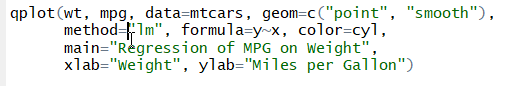 qplot(wt, mpg, data=mtcars, geom=c("point", "smooth"),
method="lm", formula=y~x, color=cyl,
main="Regression of MPG on Weight",
xlab="Weight", ylab="Miles per Gallon")